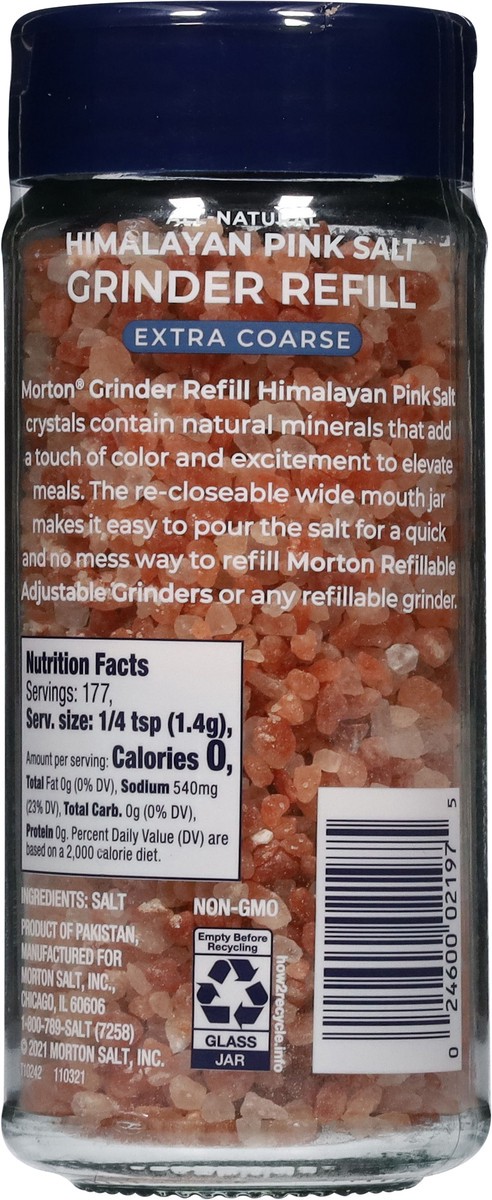 ALL NATURAL
HIMALAYAN PINK SALT
GRINDER REFILL
EXTRA COARSE
Morton® Grinder Refill Himalayan Pink Salt
crystals contain natural minerals that add
a touch of color and excitement to elevate
meals. The re-closeable wide mouth jar
makes it easy to pour the salt for a quick
and no mess way to refill Morton Refillable
Adjustable Grinders or any refillable grinder.
Nutrition Facts
Servings: 177,
Serv. size: 1/4 tsp (1.4g),
Amount per serving: Calories 0,
Total Fat 0g (0% DV), Sodium 540mg
(23% DV), Total Carb. 0g (0% DV),
Protein 0g. Percent Daily Value (DV) are
based on a 2,000 calorie diet.
INGREDIENTS: SALT
PRODUCT OF PAKISTAN,
MANUFACTURED FOR
MORTON SALT, INC.,
CHICAGO, IL 60606
1-800-789-SALT (7258)
© 2021 MORTON SALT, INC.
T10242 110321
NON-GMO
Empty Before
Recycling
GLASS
JAR
how2recycle.info
0 24600 02197 5